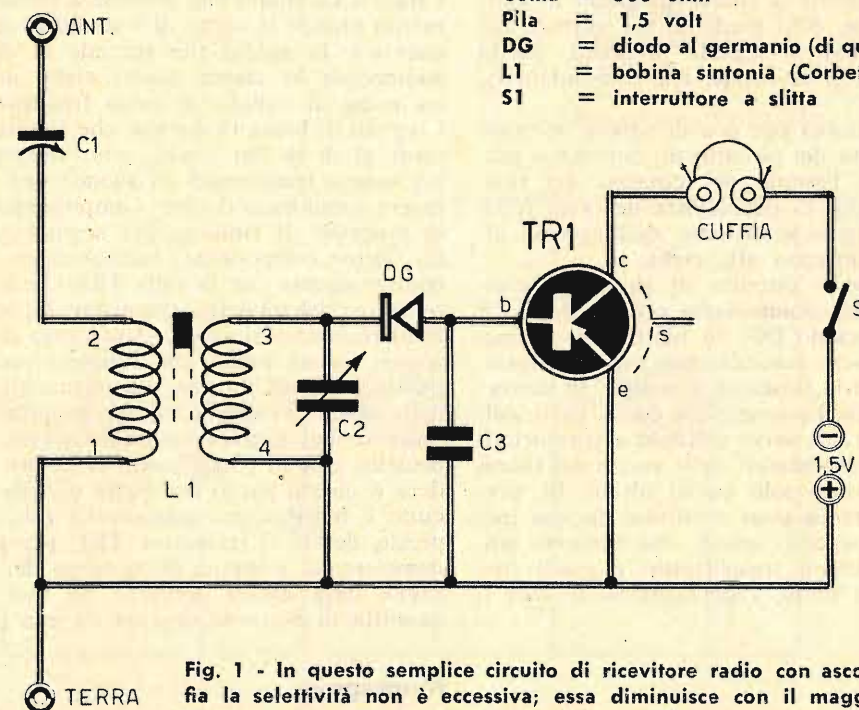 Pila = 1,5 volt
DG = diodo al germanio (di qu
L1 = bobina sintonia (Corbet
S1 = interruttore a slitta
ANT.
C1
CUFFIA
TR1
DG
c
b
s
S
2
3
e
C2
C3
1
4
L 1
1,5V
TERRA
Fig. 1 - In questo semplice circuito di ricevitore radio con asco
fia la selettività non è eccessiva; essa diminuisce con il magg